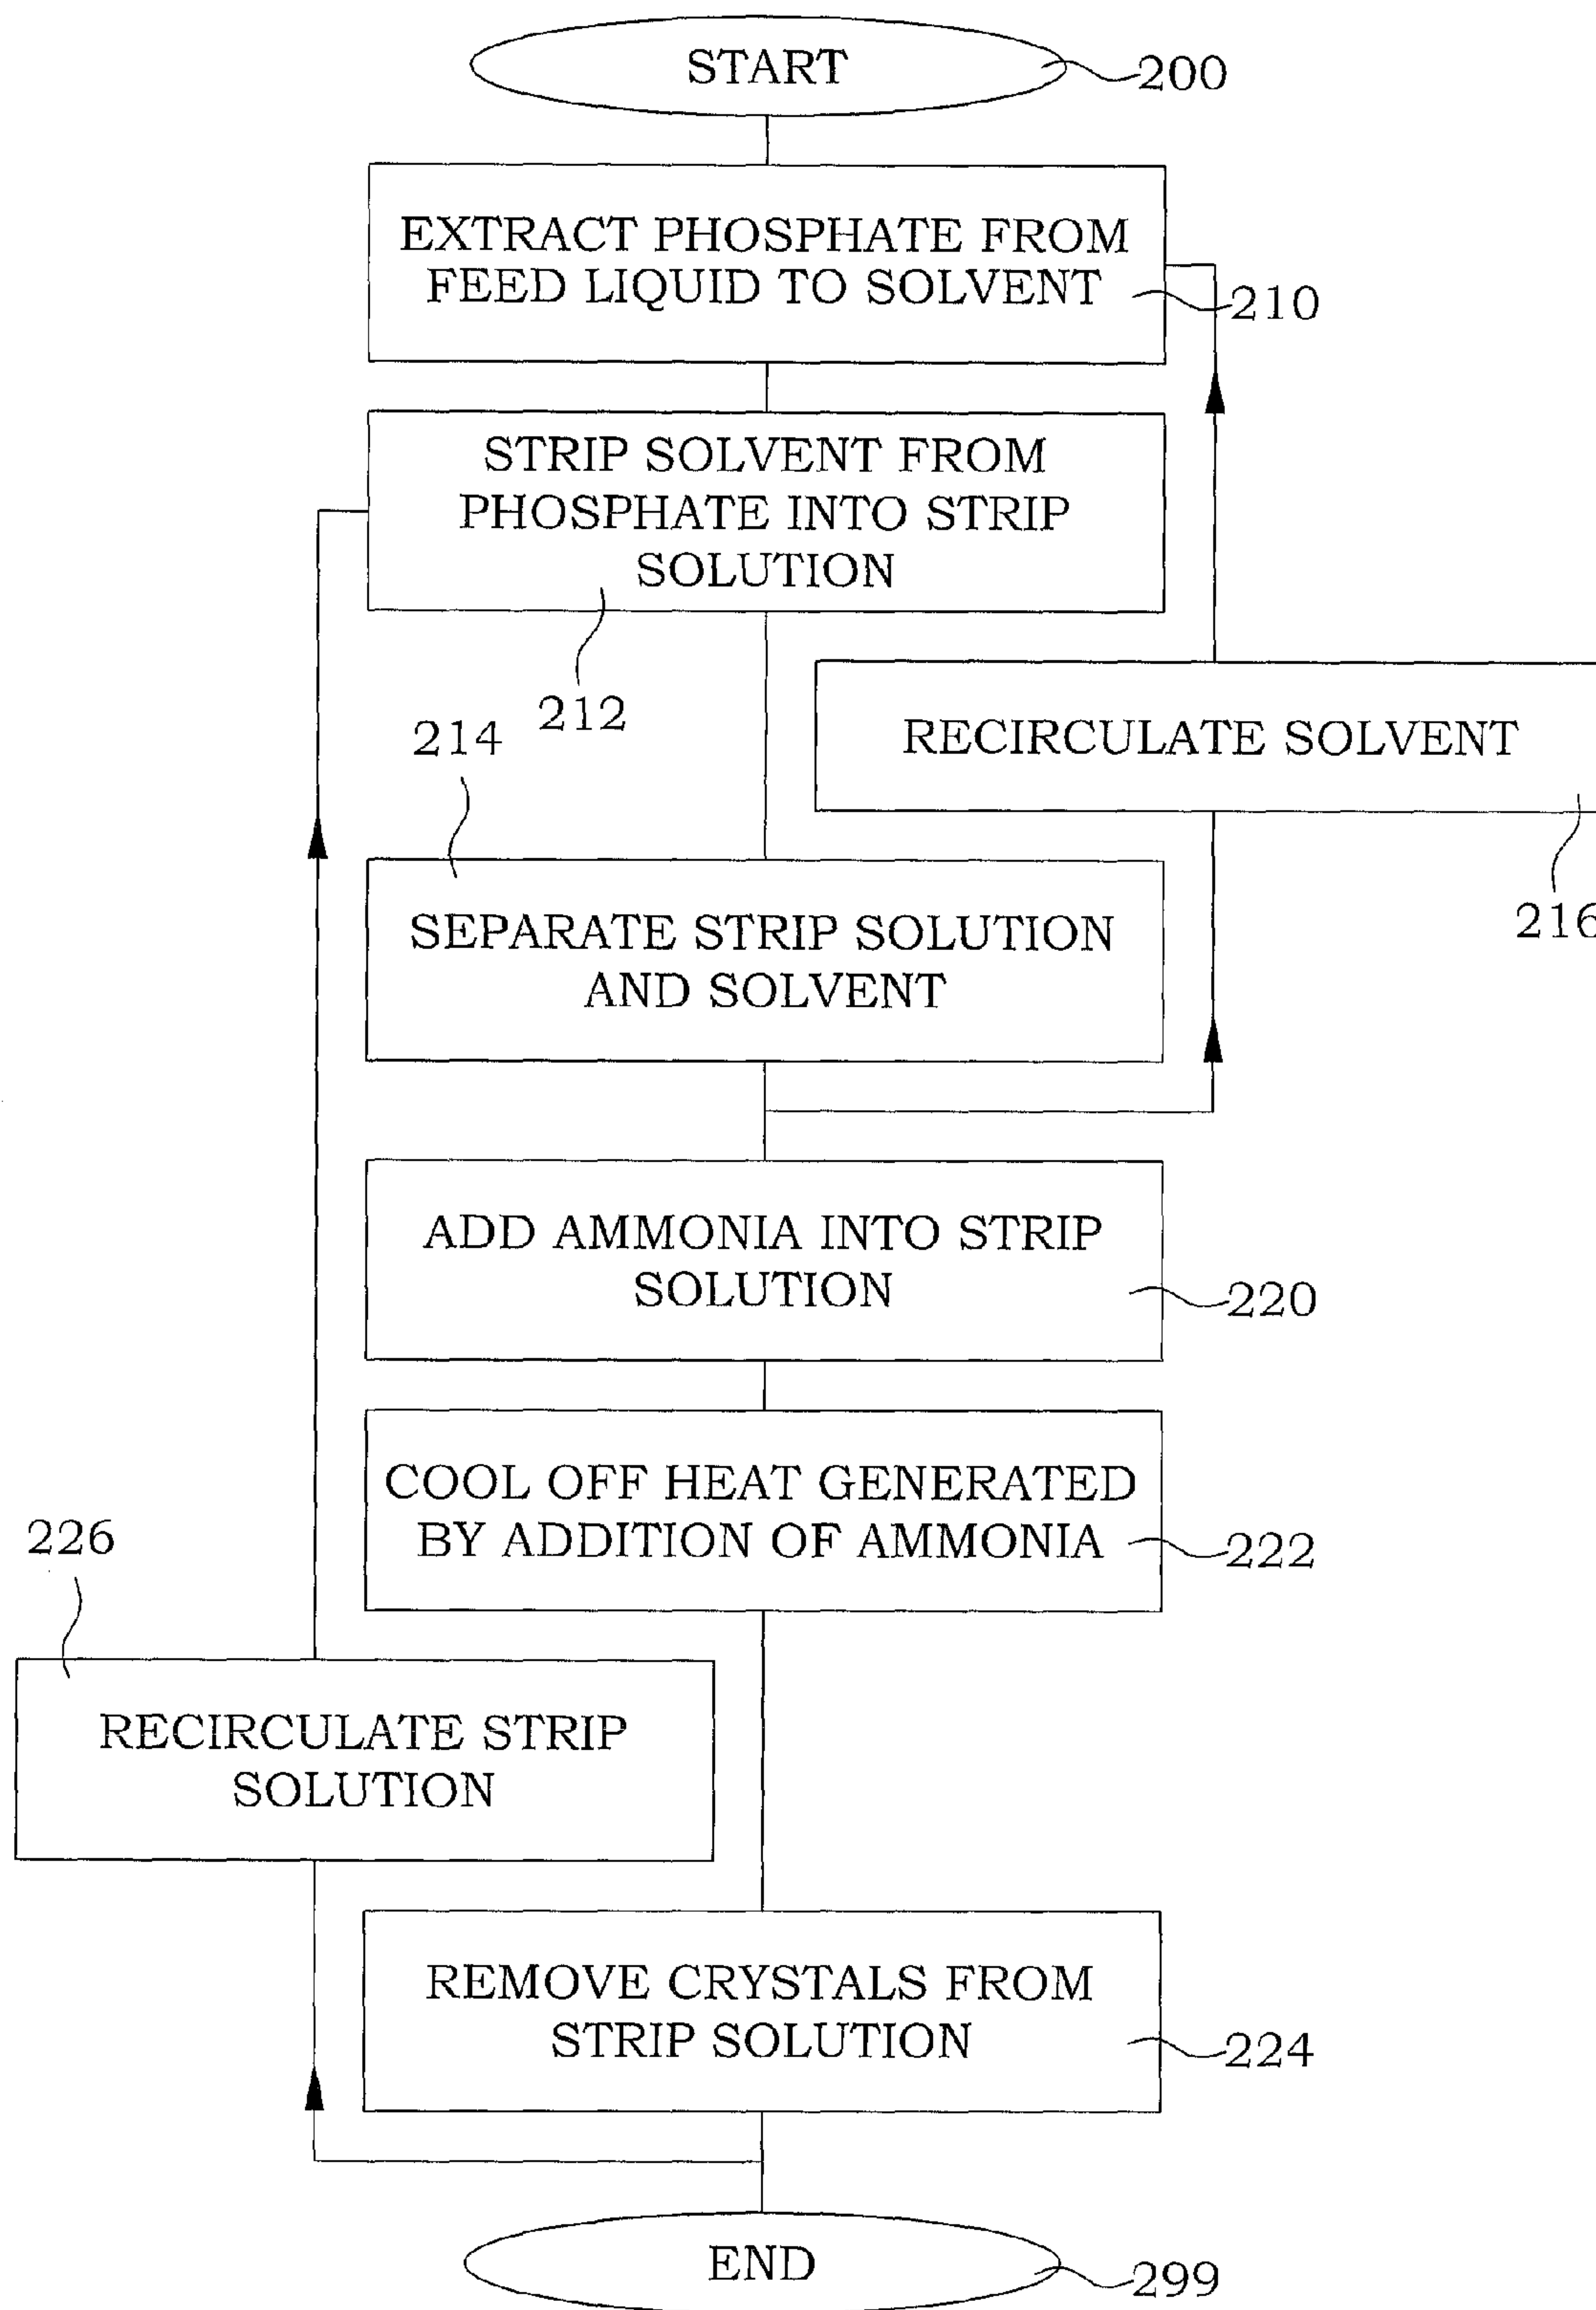 START
200
EXTRACT PHOSPHATE FROM
FEED LIQUID TO SOLVENT
210
STRIP SOLVENT FROM
PHOSPHATE INTO STRIP
SOLUTION
212
214
RECIRCULATE SOLVENT
216
SEPARATE STRIP SOLUTION
AND SOLVENT
ADD AMMONIA INTO STRIP
SOLUTION
220
COOL OFF HEAT GENERATED
BY ADDITION OF AMMONIA
222
226
RECIRCULATE STRIP
SOLUTION
REMOVE CRYSTALS FROM
STRIP SOLUTION
224
END
299